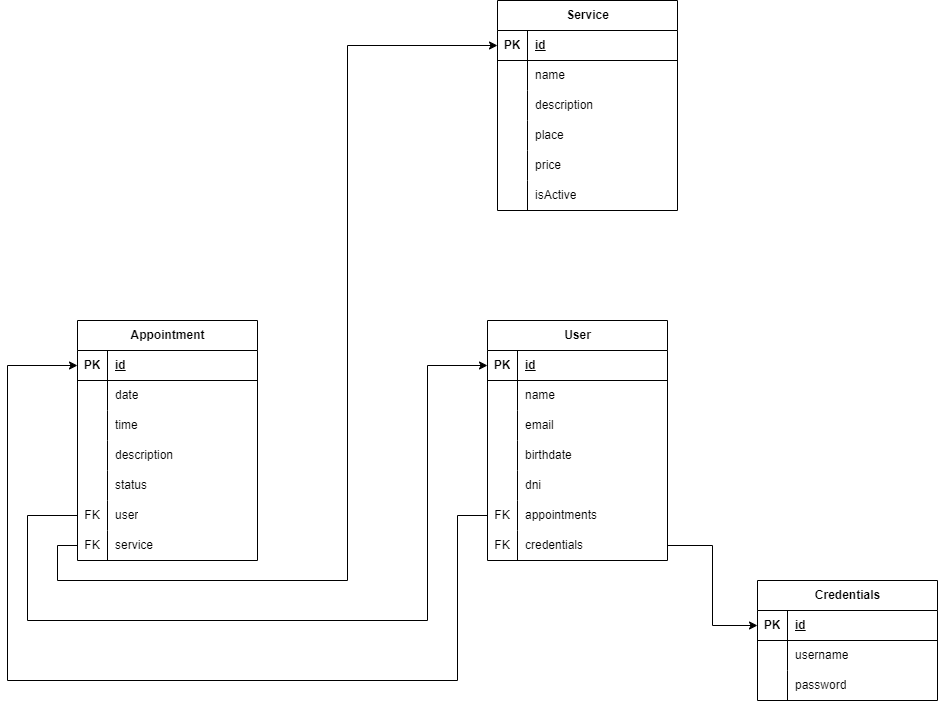 Service
PK id
name
description
place
price
isActive
Appointment
PK id
date
time
description
status
FK user
FK service
User
PK id
name
email
birthdate
dni
FK appointments
FK credentials
Credentials
PK id
username
password